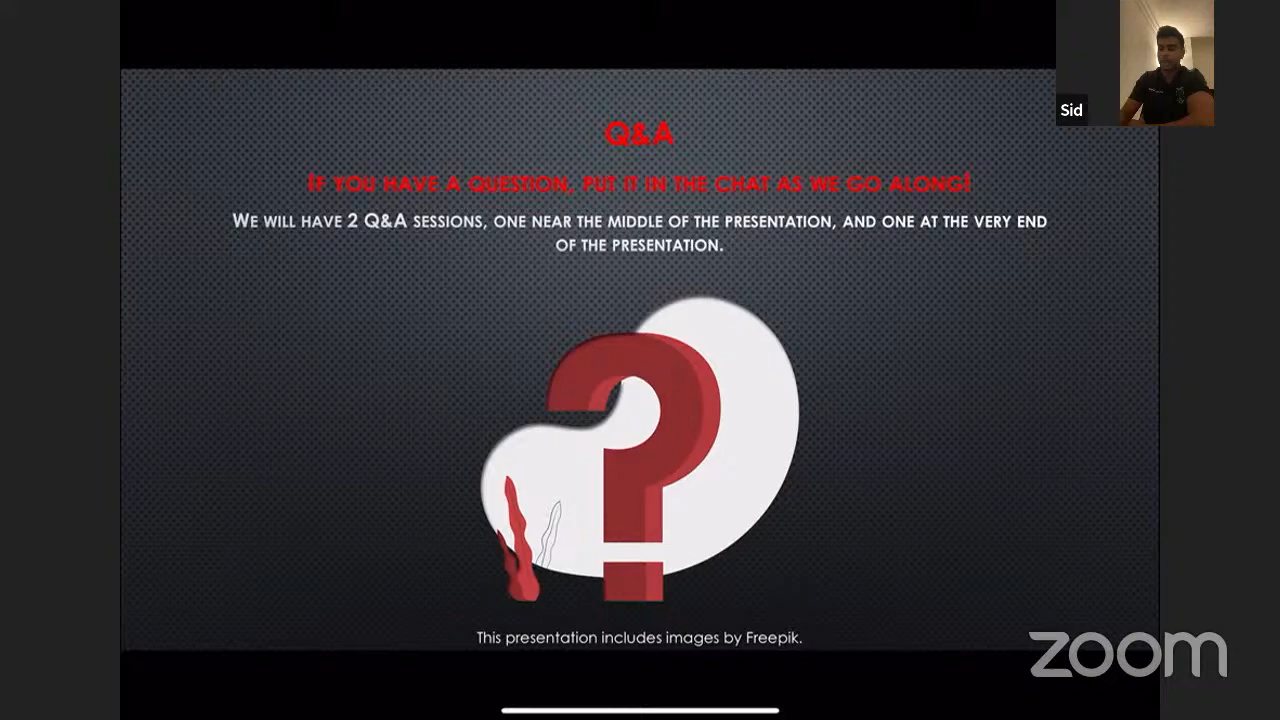 Sid
Q&A
If you have a question, put it in the chat as we go along!
We will have 2 Q&A sessions, one near the middle of the presentation, and one at the very end
of the presentation.
This presentation includes images by Freepik.
zoom